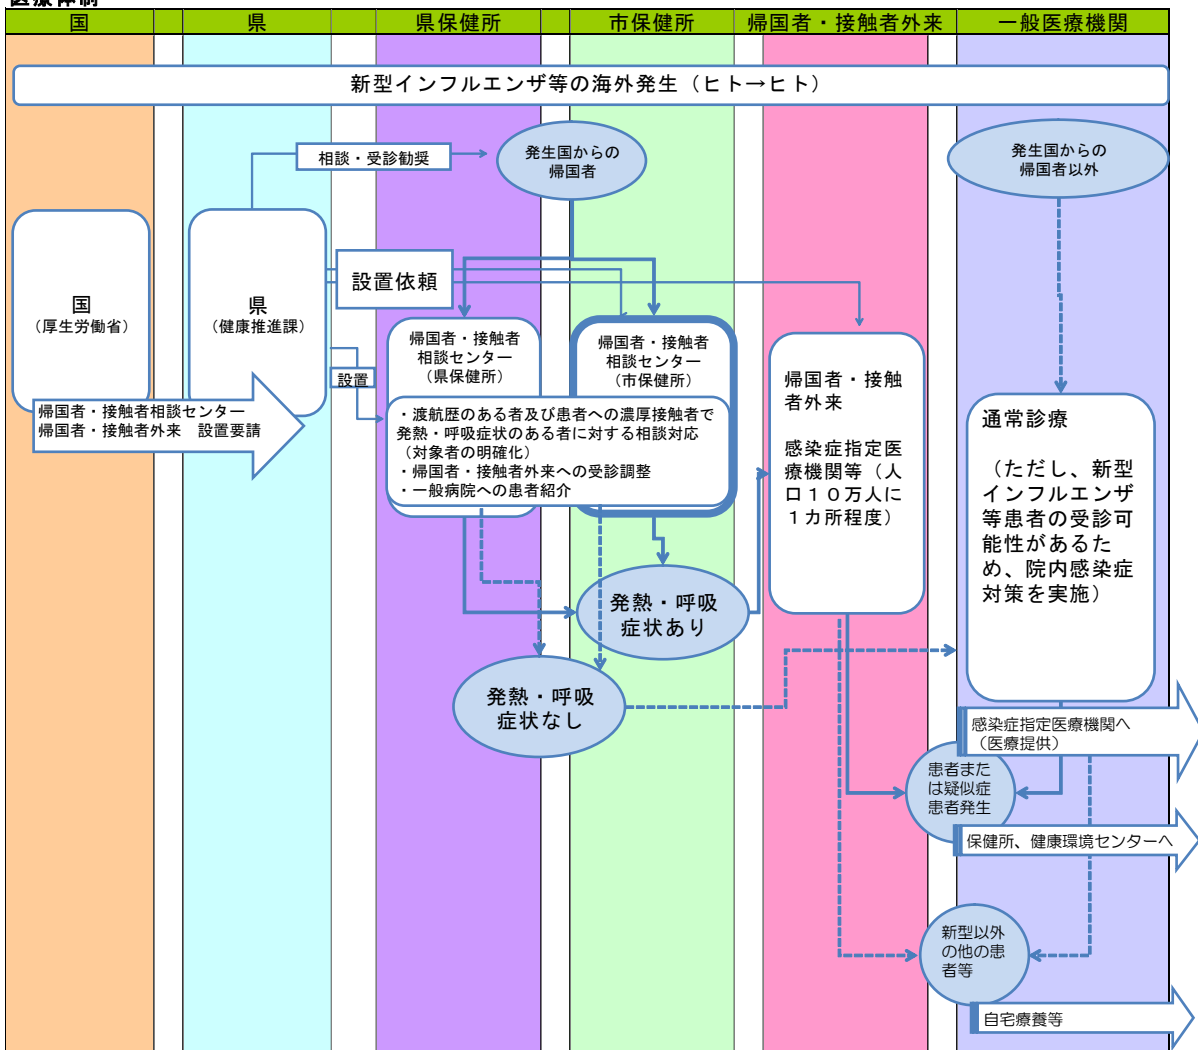 医療体制
国
県
県保健所
市保健所
帰国者・接触者外来
一般医療機関
新型インフルエンザ等の海外発生（ヒト→ヒト）
相談・受診勧奨
発生国からの
帰国者
発生国からの
帰国者以外
国
（厚生労働省）
県
（健康推進課）
設置依頼
設置
帰国者・接触者相談センター
帰国者・接触者外来　設置要請
帰国者・接触者
相談センター
（県保健所）
帰国者・接触者
相談センター
（市保健所）
・渡航歴のある者及び患者への濃厚接触者で
発熱・呼吸症状のある者に対する相談対応
（対象者の明確化）
・帰国者・接触者外来への受診調整
・一般病院への患者紹介
帰国者・接触
者外来
感染症指定医
療機関等（人
口１０万人に
１カ所程度）
通常診療
（ただし、新型
インフルエンザ
等患者の受診可
能性があるた
め、院内感染症
対策を実施）
発熱・呼吸
症状あり
発熱・呼吸
症状なし
感染症指定医療機関へ
（医療提供）
患者また
は疑似症
患者発生
保健所、健康環境センターへ
新型以外
の他の患
者等
自宅療養等